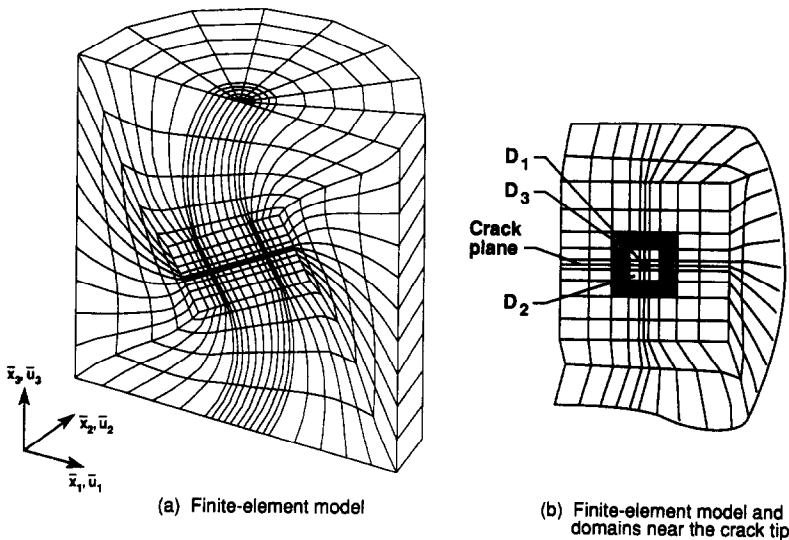 D1
D3
Crack
plane
D2
x̄3, ū3
x̄2, ū2
x̄1, ū1
(a) Finite-element model
(b) Finite-element model and
domains near the crack tip